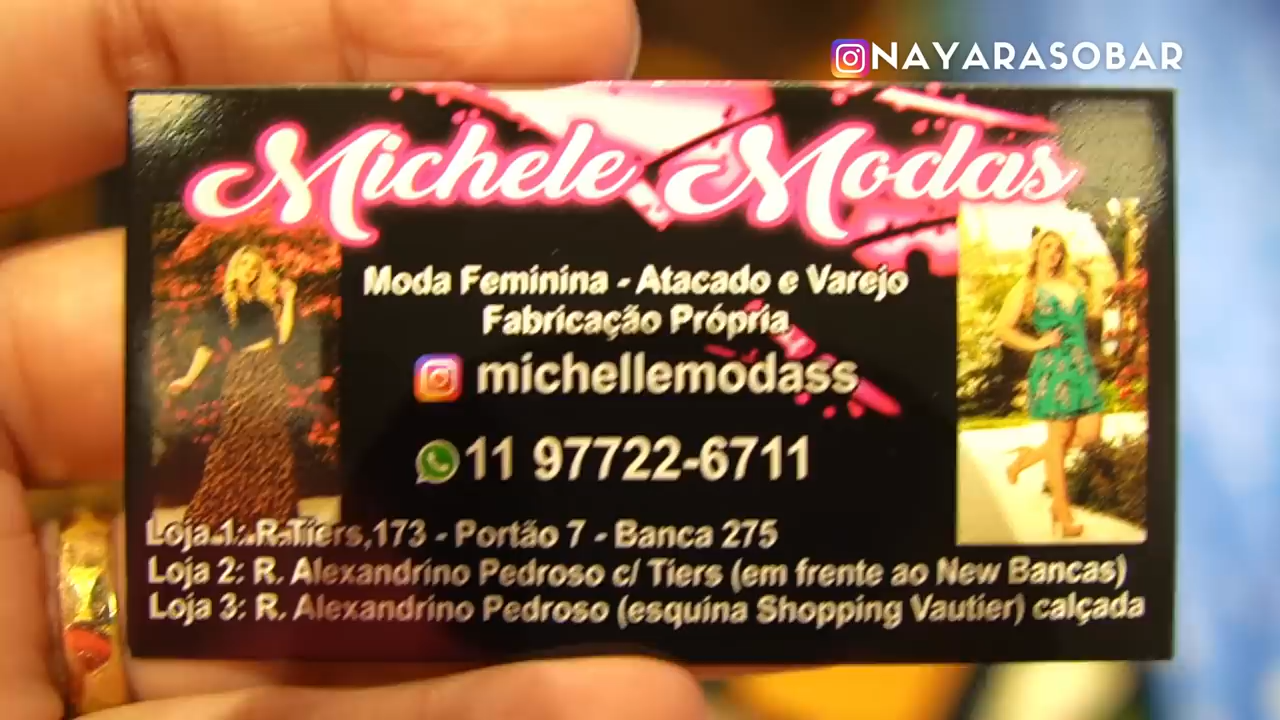 NAYARASOBAR
Michele Modas
Moda Feminina - Atacado e Varejo
Fabricação Própria
michellemodass
11 97722-6711
Loja 1: R.Tiers,173 - Portão 7 - Banca 275
Loja 2: R. Alexandrino Pedroso c/ Tiers (em frente ao New Bancas)
Loja 3: R. Alexandrino Pedroso (esquina Shopping Vautier) calçada